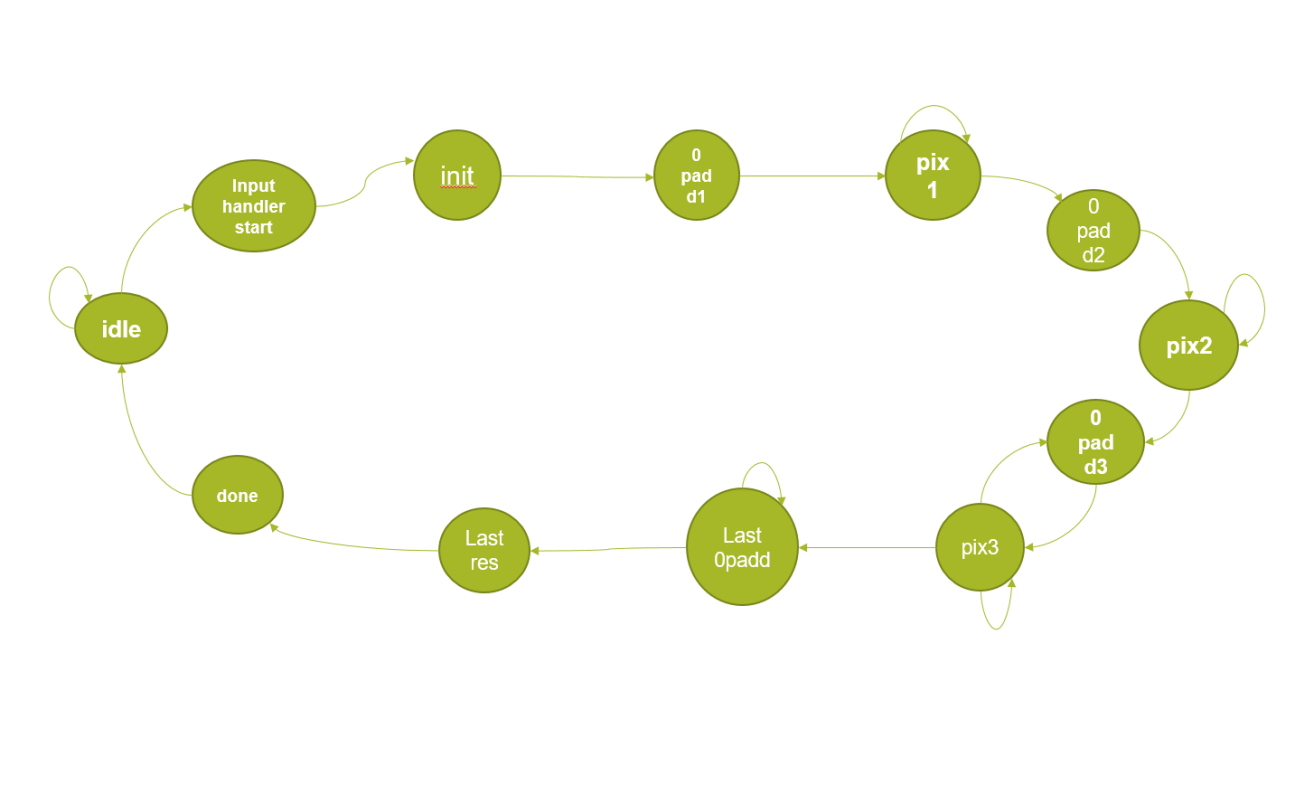 Input
handler
start
init
0
pad
d1
pix
1
0
pad
d2
idle
pix2
0
pad
d3
done
Last
res
Last
0padd
pix3